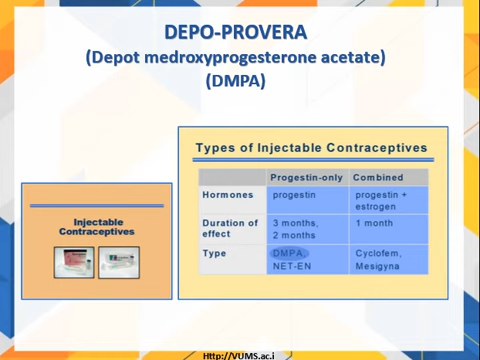 DEPO-PROVERA
(Depot medroxyprogesterone acetate)
(DMPA)
Injectable
Contraceptives
Types of Injectable Contraceptives
Progestin-only Combined
Hormones progestin progestin +
estrogen
Duration of 3 months, 1 month
effect 2 months
Type DMPA, Cyclofem,
NET-EN Mesigyna
Http://VUMS.ac.i